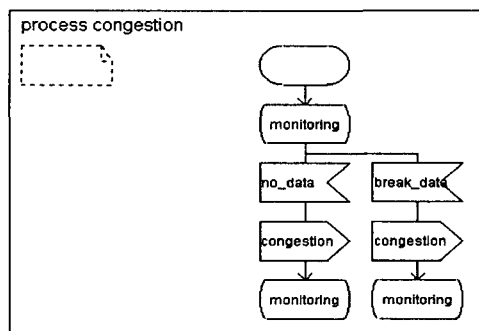 process congestion
monitoring
no_data
break_data
congestion
congestion
monitoring
monitoring